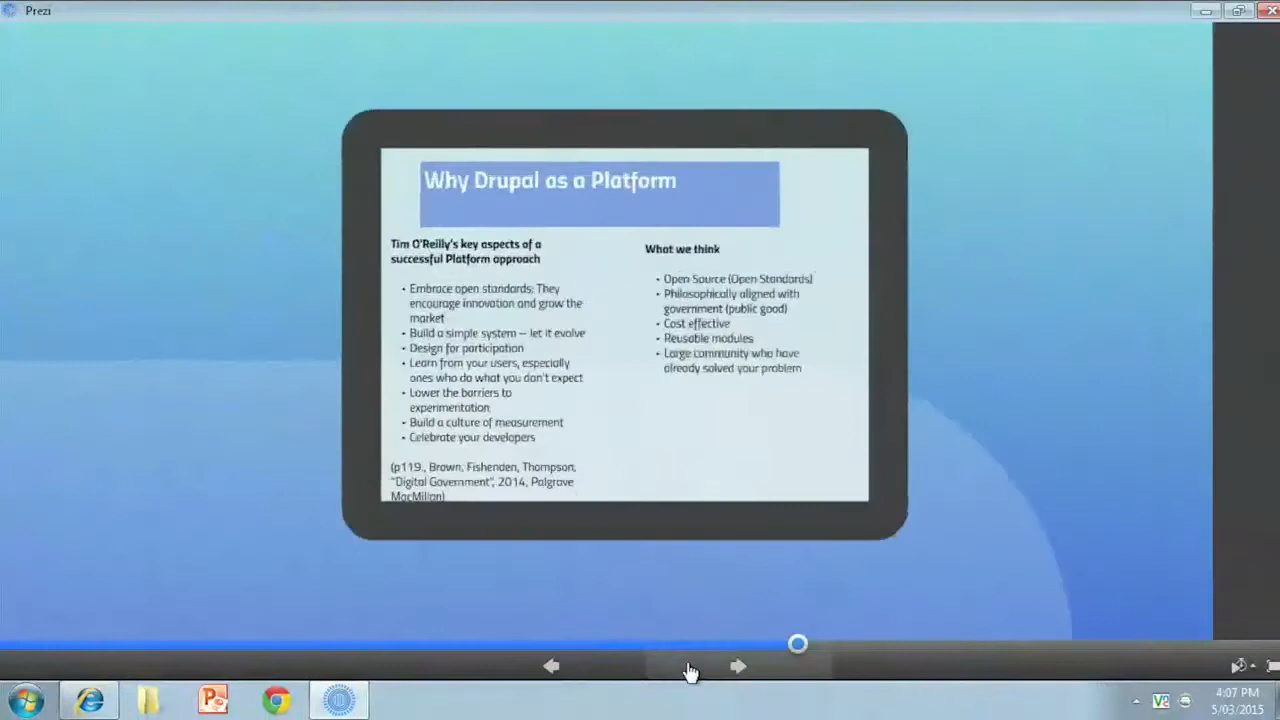 Prezi
Why Drupal as a Platform
Tim O'Reilly's key aspects of a
successful Platform approach
• Embrace open standards: They
encourage innovation and grow the
market
• Build a simple system – let it evolve
• Design for participation
• Learn from your users, especially
ones who do what you don't expect
• Lower the barriers to
experimentation
• Build a culture of measurement
• Celebrate your developers
(p119., Brown, Fishenden, Thompson,
"Digital Government", 2014, Palgrave
MacMillan)
What we think
• Open Source (Open Standards)
• Philosophically aligned with
government (public good)
• Cost effective
• Reusable modules
• Large community who have
already solved your problem
4:07 PM
5/03/2015